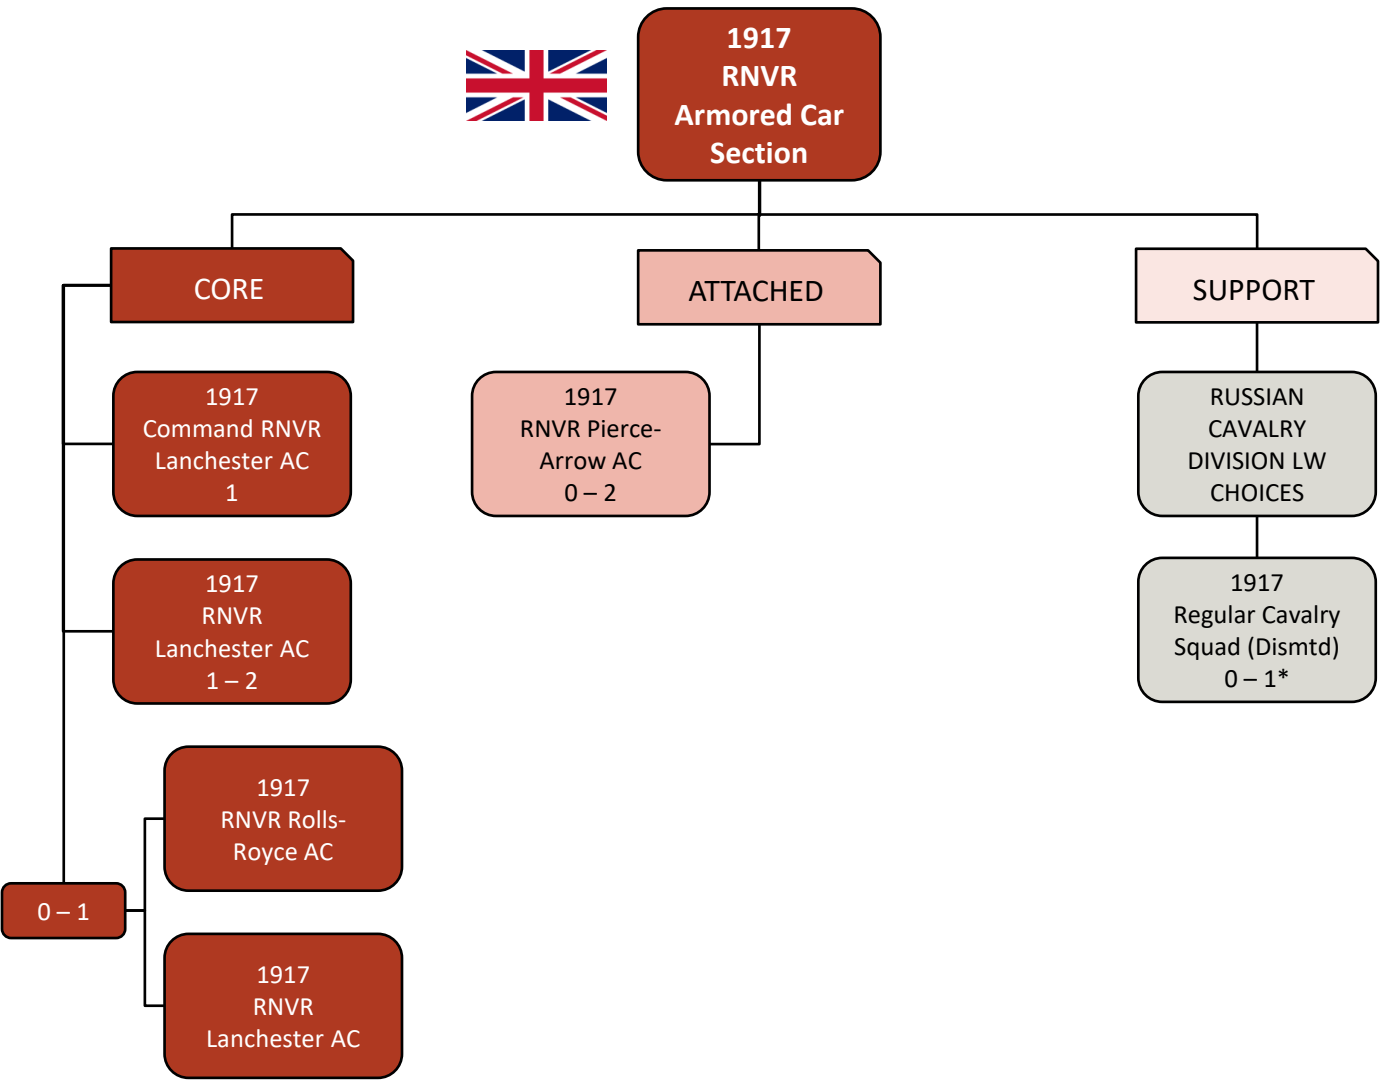 1917
RNVR
Armored Car
Section
CORE
ATTACHED
SUPPORT
1917
Command RNVR
Lanchester AC
1
1917
RNVR Pierce-
Arrow AC
0 – 2
RUSSIAN
CAVALRY
DIVISION LW
CHOICES
1917
RNVR
Lanchester AC
1 – 2
1917
Regular Cavalry
Squad (Dismtd)
0 – 1*
1917
RNVR Rolls-
Royce AC
0 – 1
1917
RNVR
Lanchester AC